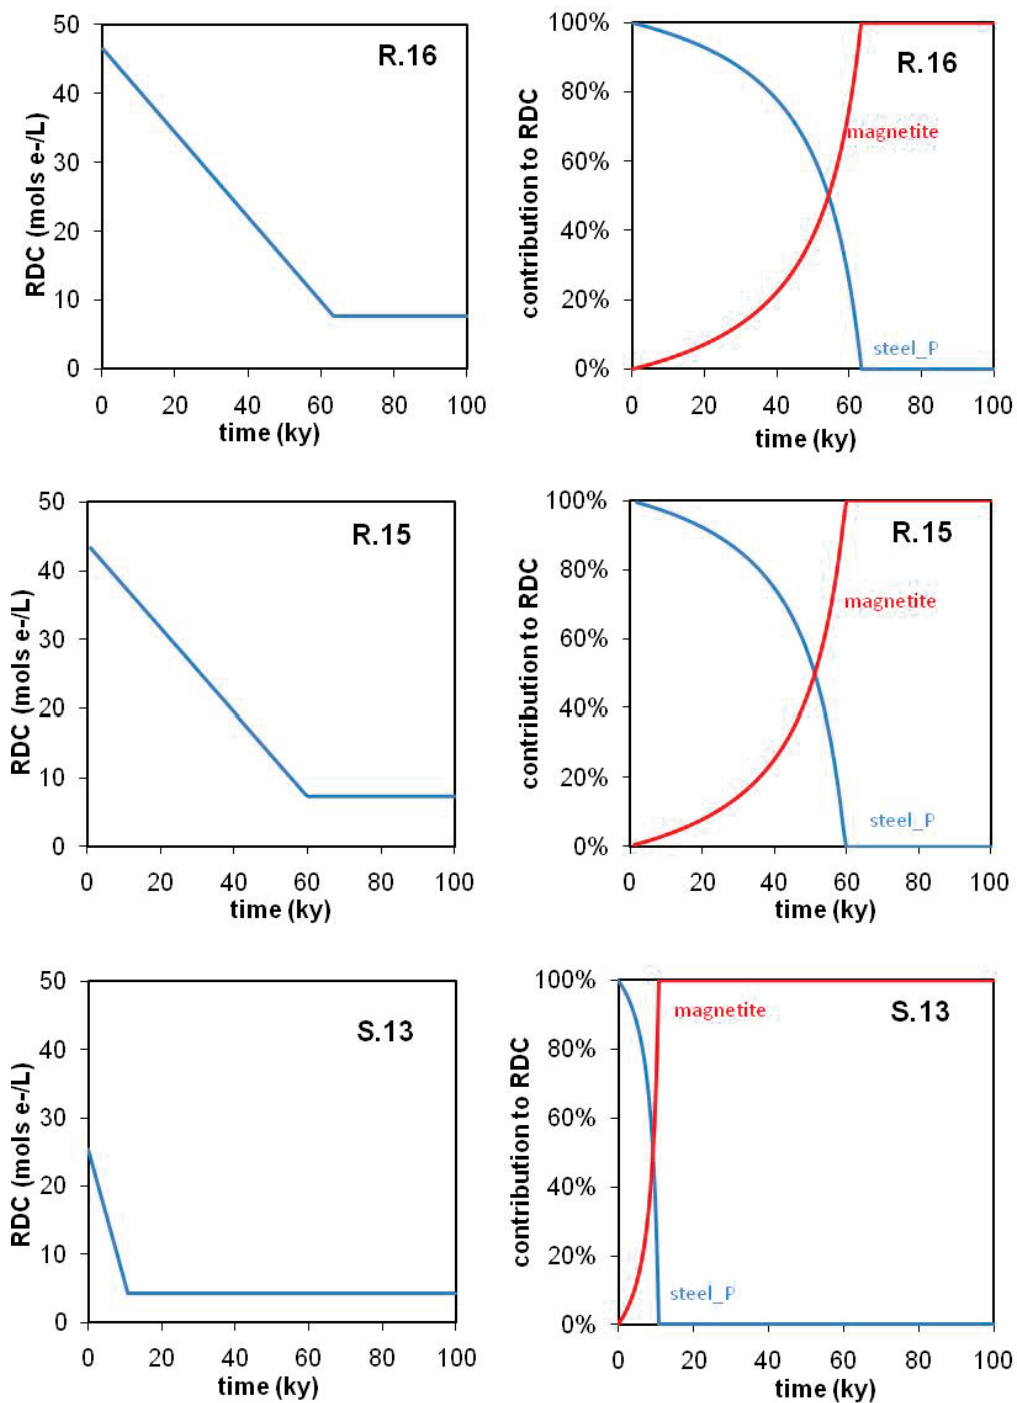 50
40
30
20
10
0
RDC (mols e-/L)
R.16
0 20 40 60 80 100
time (ky)
100%
80%
60%
40%
20%
0%
contribution to RDC
R.16
magnetite
steel_P
0 20 40 60 80 100
time (ky)
50
40
30
20
10
0
RDC (mols e-/L)
R.15
0 20 40 60 80 100
time (ky)
100%
80%
60%
40%
20%
0%
contribution to RDC
R.15
magnetite
steel_P
0 20 40 60 80 100
time (ky)
50
40
30
20
10
0
RDC (mols e-/L)
S.13
0 20 40 60 80 100
time (ky)
100%
80%
60%
40%
20%
0%
contribution to RDC
magnetite
S.13
steel_P
0 20 40 60 80 100
time (ky)